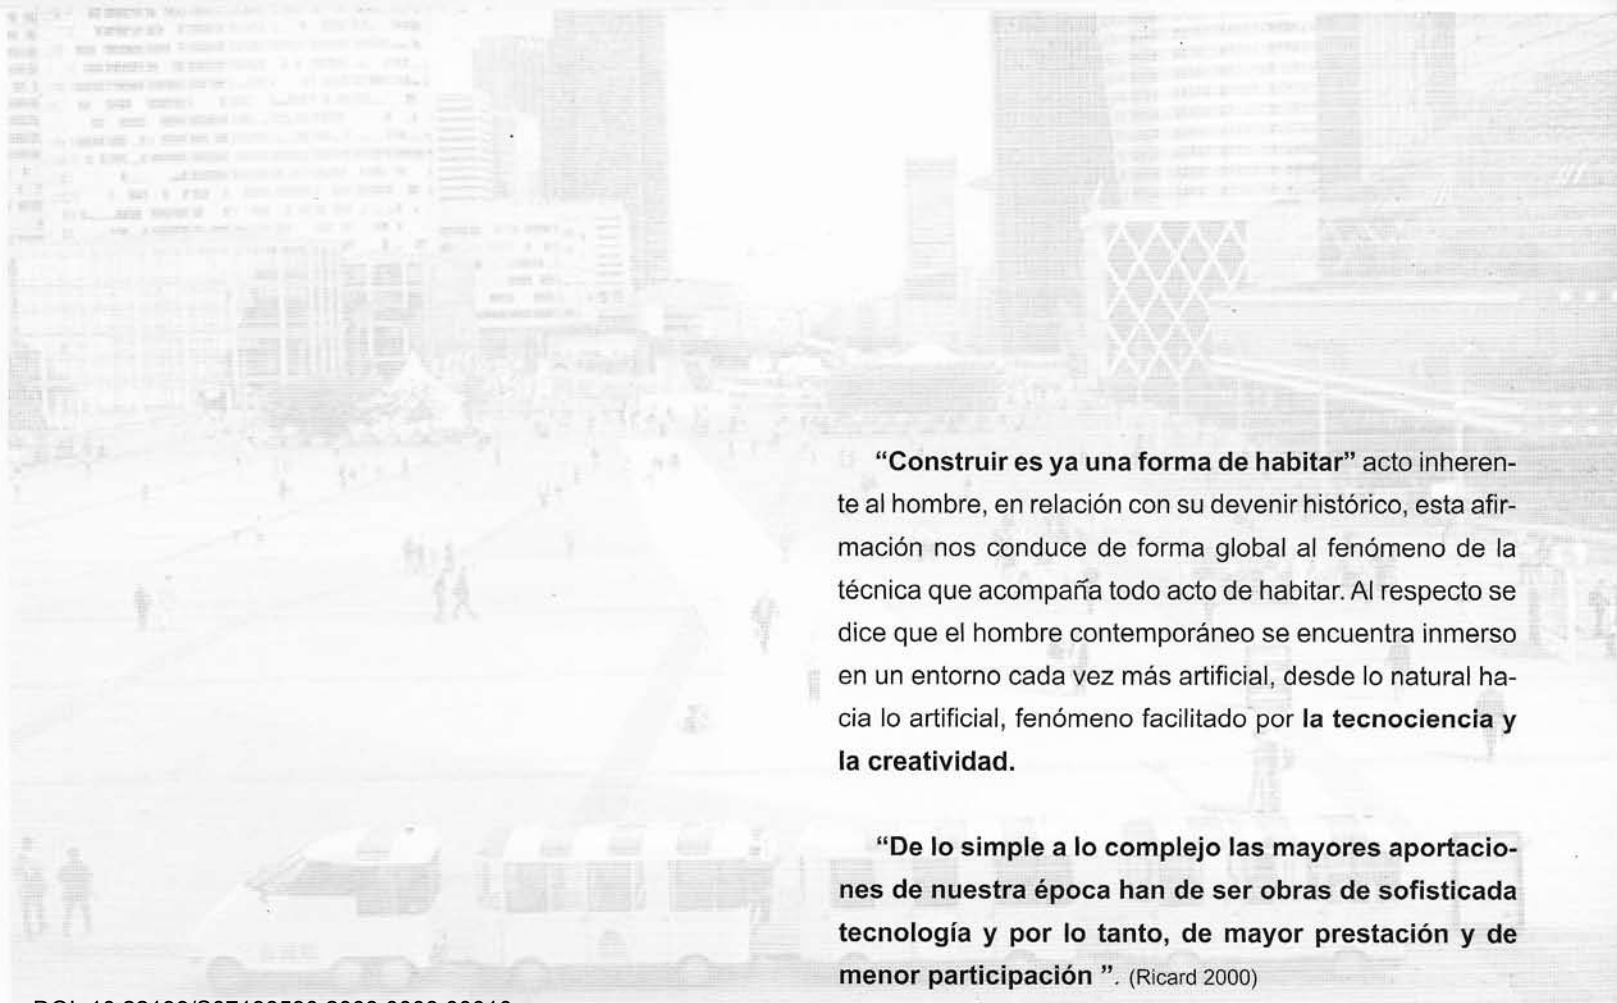 “Construir es ya una forma de habitar” acto inheren-
te al hombre, en relación con su devenir histórico, esta afir-
mación nos conduce de forma global al fenómeno de la
técnica que acompaña todo acto de habitar. Al respecto se
dice que el hombre contemporáneo se encuentra inmerso
en un entorno cada vez más artificial, desde lo natural ha-
cia lo artificial, fenómeno facilitado por la tecnociencia y
la creatividad.
“De lo simple a lo complejo las mayores aportacio-
nes de nuestra época han de ser obras de sofisticada
tecnología y por lo tanto, de mayor prestación y de
menor participación ”. (Ricard 2000)